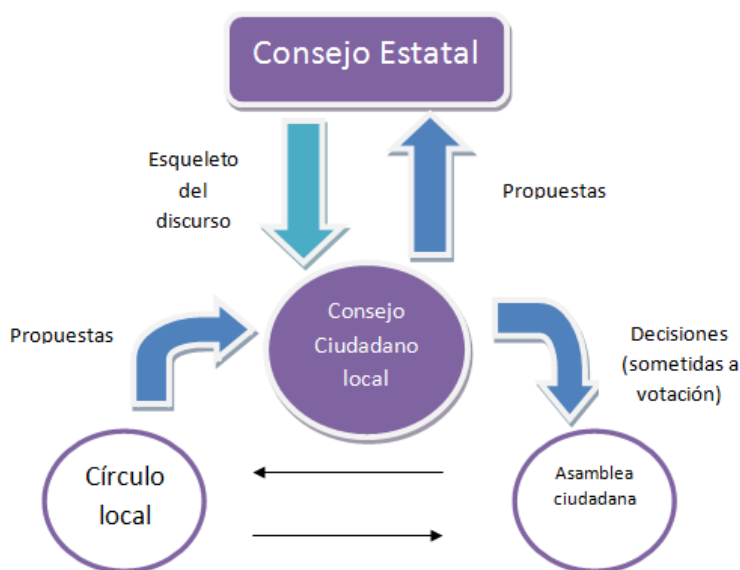 Consejo Estatal
Esqueleto
del
discurso
Propuestas
Consejo
Ciudadano
local
Propuestas
Decisiones
(sometidas a
votación)
Círculo
local
Asamblea
ciudadana